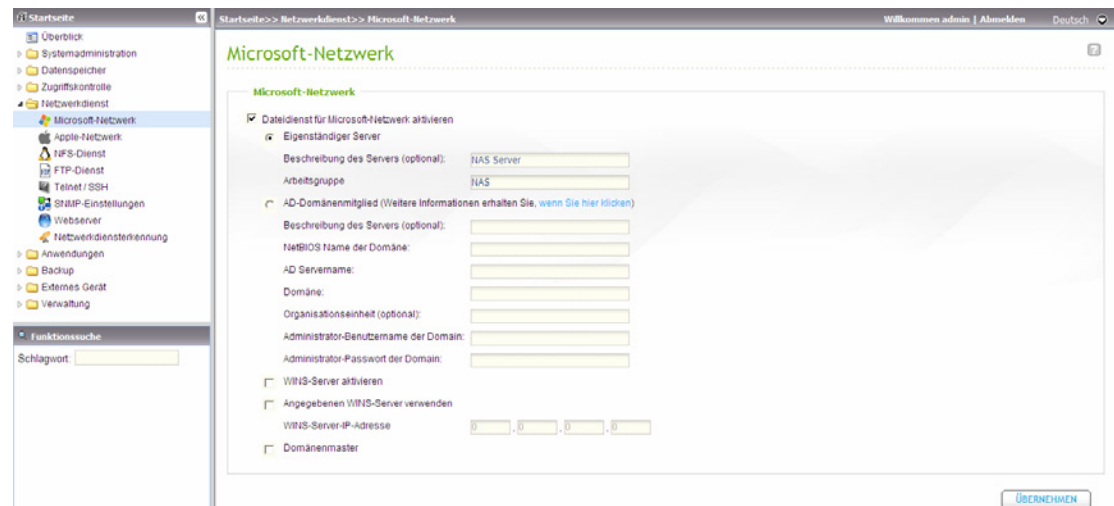 Startseite
Startseite>> Netzwerkdienst>> Microsoft-Netzwerk
Willkommen admin | Abmelden
Deutsch
Überblick
Systemadministration
Datenspeicher
Zugriffskontrolle
Netzwerkdienst
Microsoft-Netzwerk
Apple-Netzwerk
NFS-Dienst
FTP-Dienst
Telnet / SSH
SNMP-Einstellungen
Webserver
Netzwerkdiensterkennung
Anwendungen
Backup
Externes Gerät
Verwaltung
Funktionssuche
Schlagwort:
Microsoft-Netzwerk
Microsoft-Netzwerk
Dateidienst für Microsoft-Netzwerk aktivieren
Eigenständiger Server
Beschreibung des Servers (optional): NAS Server
Arbeitsgruppe NAS
AD-Domänenmitglied (Weitere Informationen erhalten Sie, wenn Sie hier klicken)
Beschreibung des Servers (optional):
NetBIOS Name der Domäne:
AD Servername:
Domäne:
Organisationseinheit (optional):
Administrator-Benutzername der Domain:
Administrator-Passwort der Domain:
WINS-Server aktivieren
Angegebenen WINS-Server verwenden
WINS-Server-IP-Adresse 0 . 0 . 0 . 0
Domänenmaster
ÜBERNEHMEN